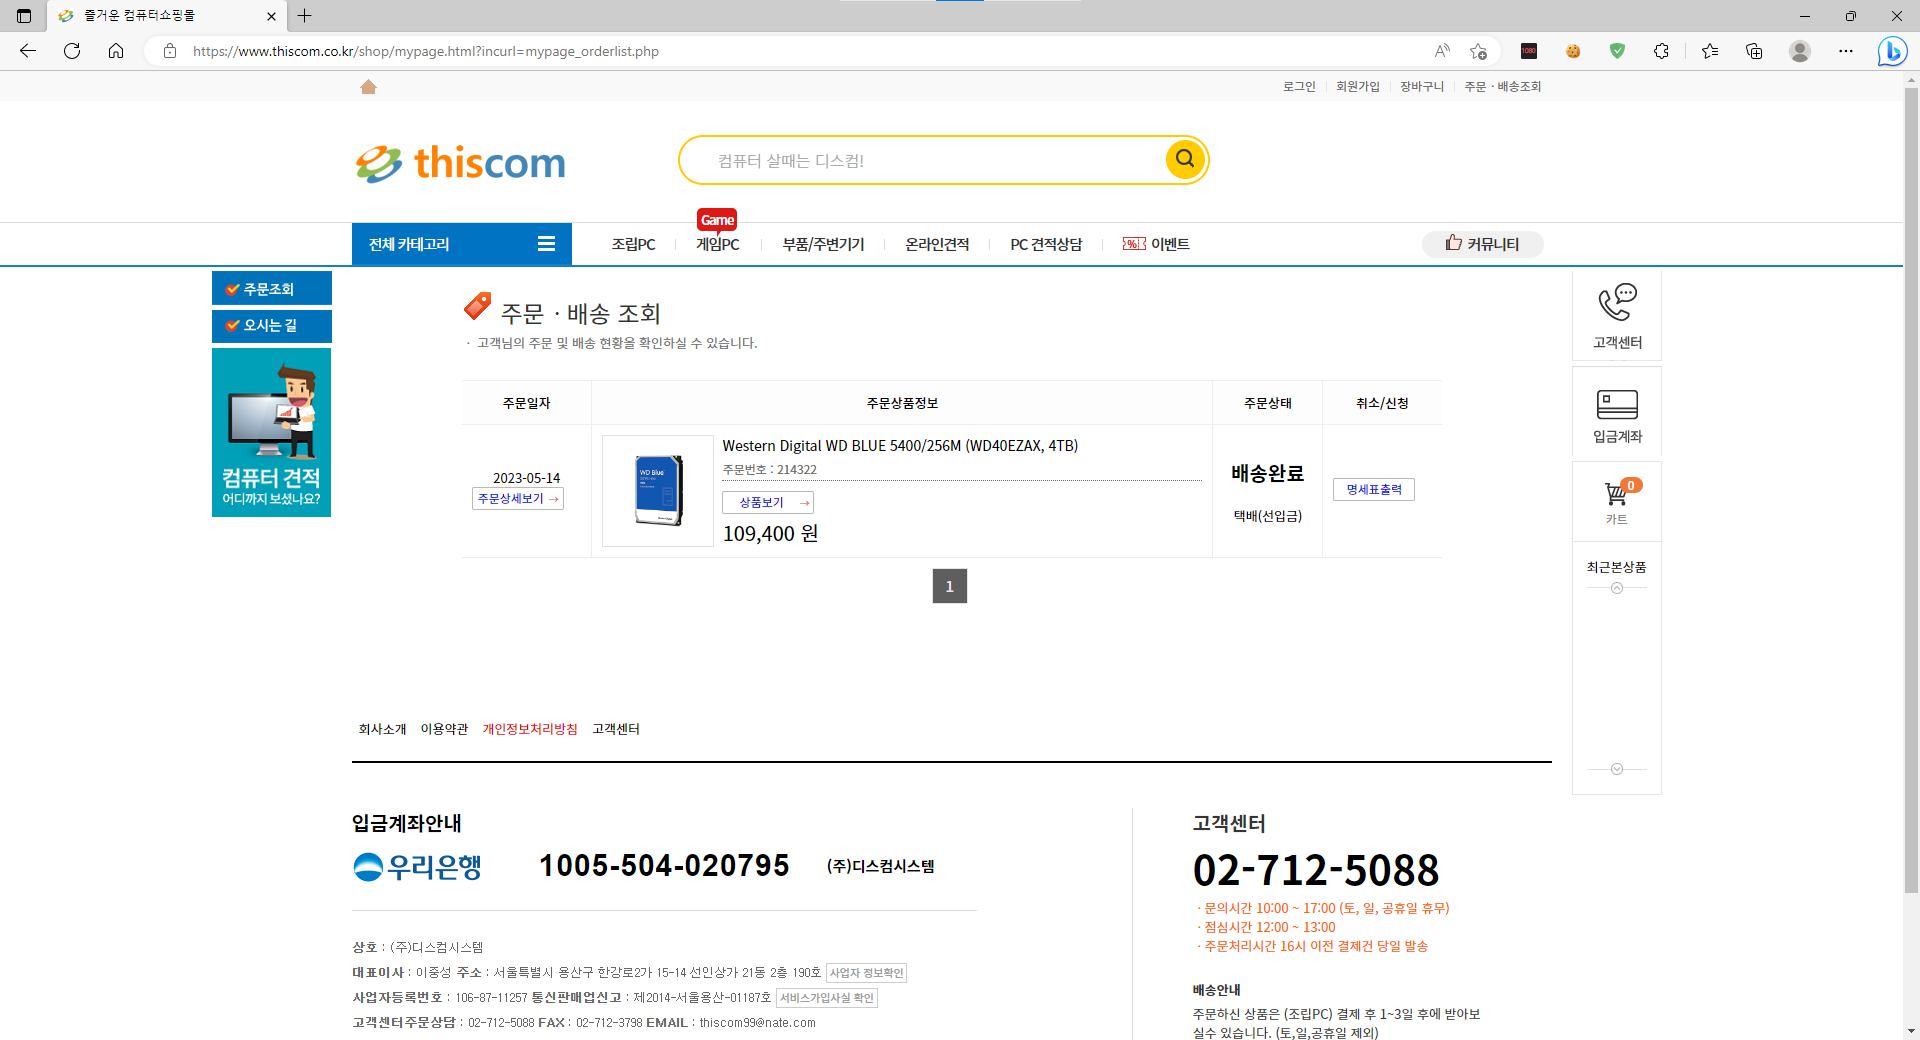 즐거운 컴퓨터쇼핑몰
https://www.thiscom.co.kr/shop/mypage.html?incurl=mypage_orderlist.php
1080
로그인 회원가입 장바구니 주문ㆍ배송조회
thiscom
컴퓨터 살때는 디스컴!
Game
전체 카테고리 조립PC 게임PC 부품/주변기기 온라인견적 PC 견적상담 % 이벤트 커뮤니티
주문조회
오시는 길
컴퓨터 견적
어디까지 보셨나요?
주문ㆍ배송 조회
· 고객님의 주문 및 배송 현황을 확인하실 수 있습니다.
주문일자 주문상품정보 주문상태 취소/신청
2023-05-14
주문상세보기 →
WD Blue
Western Digital WD BLUE 5400/256M (WD40EZAX, 4TB)
주문번호 : 214322
상품보기 →
109,400 원
배송완료
택배(선입금)
명세표출력
1
고객센터
입금계좌
0
카트
최근본상품
회사소개 이용약관 개인정보처리방침 고객센터
입금계좌안내
우리은행 1005-504-020795 (주)디스컴시스템
상호 : (주)디스컴시스템
대표이사 : 이중성 주소 : 서울특별시 용산구 한강로2가 15-14 선인상가 21동 2층 190호 사업자 정보확인
사업자등록번호 : 106-87-11257 통신판매업신고 : 제2014-서울용산-01187호 서비스가입사실 확인
고객센터주문상담 : 02-712-5088 FAX : 02-712-3798 EMAIL : thiscom99@nate.com
고객센터
02-712-5088
· 문의시간 10:00 ~ 17:00 (토, 일, 공휴일 휴무)
· 점심시간 12:00 ~ 13:00
· 주문처리시간 16시 이전 결제건 당일 발송
배송안내
주문하신 상품은 (조립PC) 결제 후 1~3일 후에 받아보
실수 있습니다. (토,일,공휴일 제외)